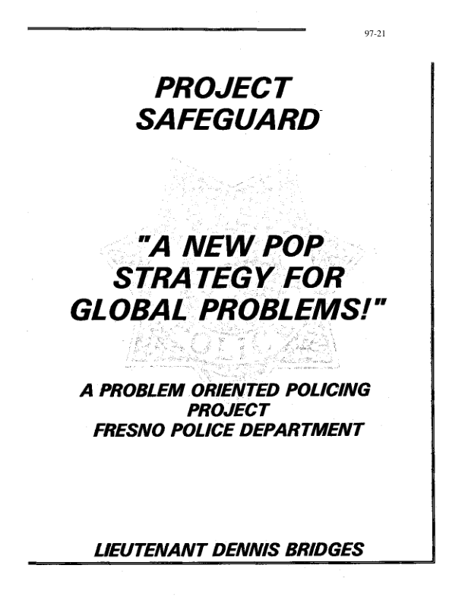 97-21
PROJECT
SAFEGUARD
"A NEW POP
STRATEGY FOR
GLOBAL PROBLEMS!"
A PROBLEM ORIENTED POLICING
PROJECT
FRESNO POLICE DEPARTMENT
LIEUTENANT DENNIS BRIDGES